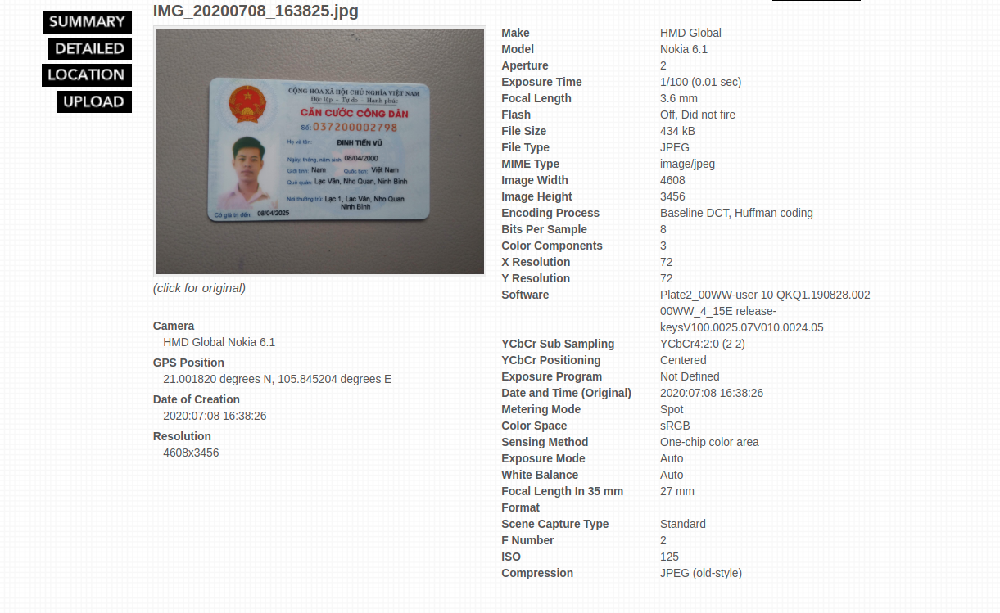 SUMMARY
DETAILED
LOCATION
UPLOAD
IMG_20200708_163825.jpg
CỘNG HÒA XÃ HỘI CHỦ NGHĨA VIỆT NAM
Độc lập – Tự do – Hạnh phúc
CĂN CƯỚC CÔNG DÂN
Số: 037200002798
Họ và tên: ĐINH TIẾN VŨ
Ngày, tháng, năm sinh: 08/04/2000
Giới tính: Nam Quốc tịch: Việt Nam
Quê quán: Lạc Vân, Nho Quan, Ninh Bình
Nơi thường trú: Lạc 1, Lạc Vân, Nho Quan
Ninh Bình
Có giá trị đến: 08/04/2025
(click for original)
Camera
HMD Global Nokia 6.1
GPS Position
21.001820 degrees N, 105.845204 degrees E
Date of Creation
2020:07:08 16:38:26
Resolution
4608x3456
Make HMD Global
Model Nokia 6.1
Aperture 2
Exposure Time 1/100 (0.01 sec)
Focal Length 3.6 mm
Flash Off, Did not fire
File Size 434 kB
File Type JPEG
MIME Type image/jpeg
Image Width 4608
Image Height 3456
Encoding Process Baseline DCT, Huffman coding
Bits Per Sample 8
Color Components 3
X Resolution 72
Y Resolution 72
Software Plate2_00WW-user 10 QKQ1.190828.002
00WW_4_15E release-
keysV100.0025.07V010.0024.05
YCbCr Sub Sampling YCbCr4:2:0 (2 2)
YCbCr Positioning Centered
Exposure Program Not Defined
Date and Time (Original) 2020:07:08 16:38:26
Metering Mode Spot
Color Space sRGB
Sensing Method One-chip color area
Exposure Mode Auto
White Balance Auto
Focal Length In 35 mm 27 mm
Format
Scene Capture Type Standard
F Number 2
ISO 125
Compression JPEG (old-style)